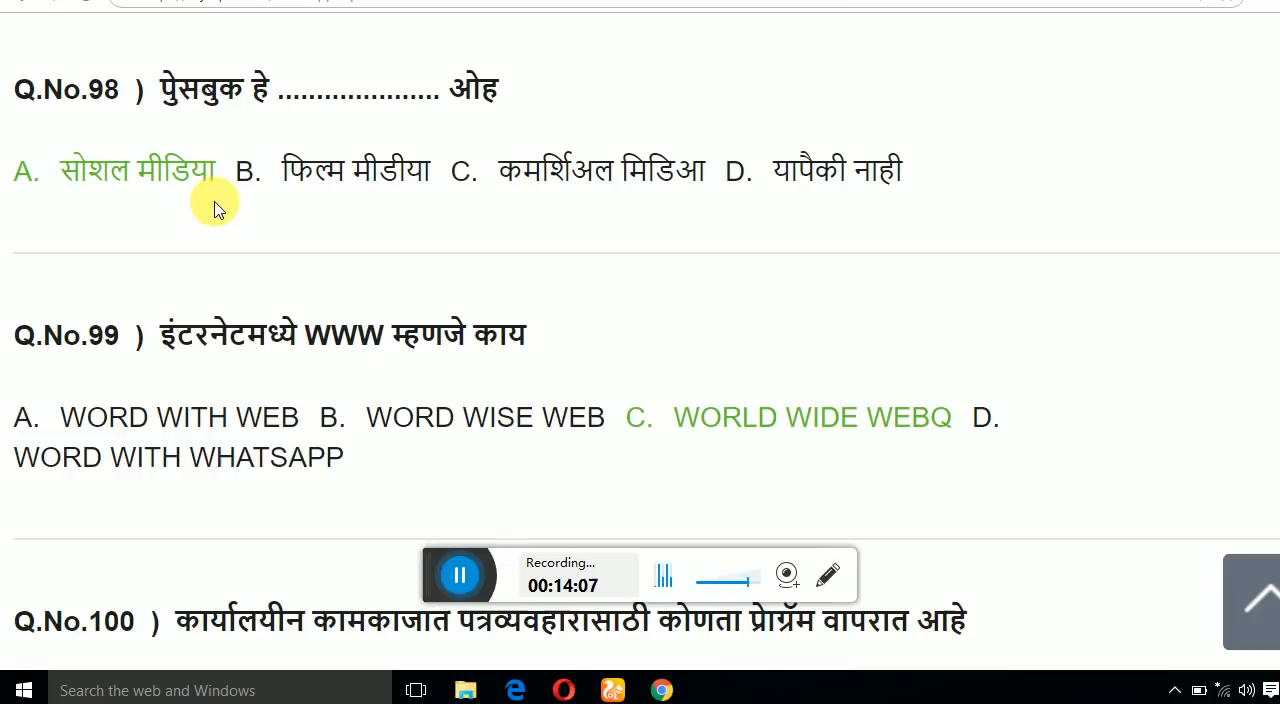 Q.No.98 ) पुेसबुक हे ..................... ओह
A. सोशल मीडिया B. फिल्म मीडीया C. कमर्शिअल मिडिआ D. यापैकी नाही
Q.No.99 ) इंटरनेटमध्ये WWW म्हणजे काय
A. WORD WITH WEB B. WORD WISE WEB C. WORLD WIDE WEBQ D.
WORD WITH WHATSAPP
Recording...
00:14:07
Q.No.100 ) कार्यालयीन कामकाजात पत्रव्यवहारासाठी कोणता प्रोग्रॅम वापरात आहे
Search the web and Windows